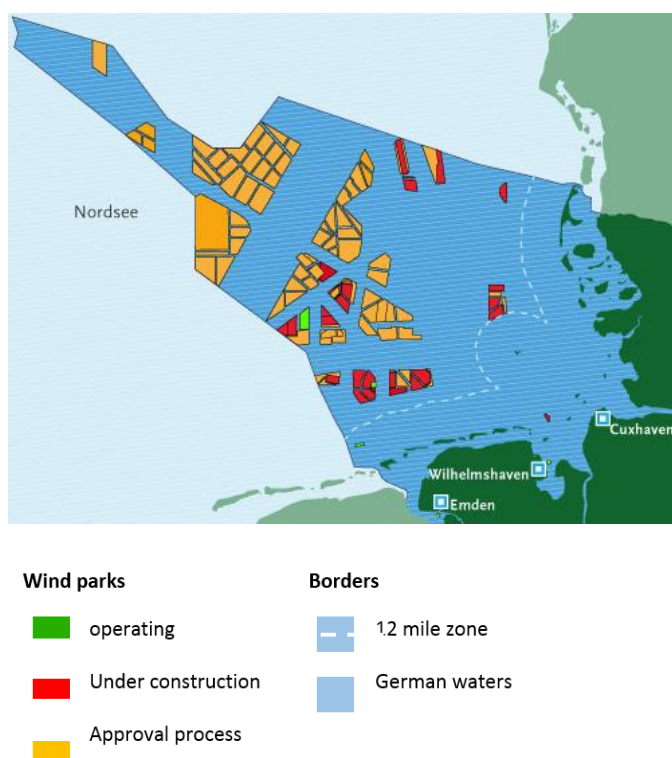 Nordsee
Cuxhaven
Wilhelmshaven
Emden
Wind parks
Borders
operating
12 mile zone
Under construction
German waters
Approval process